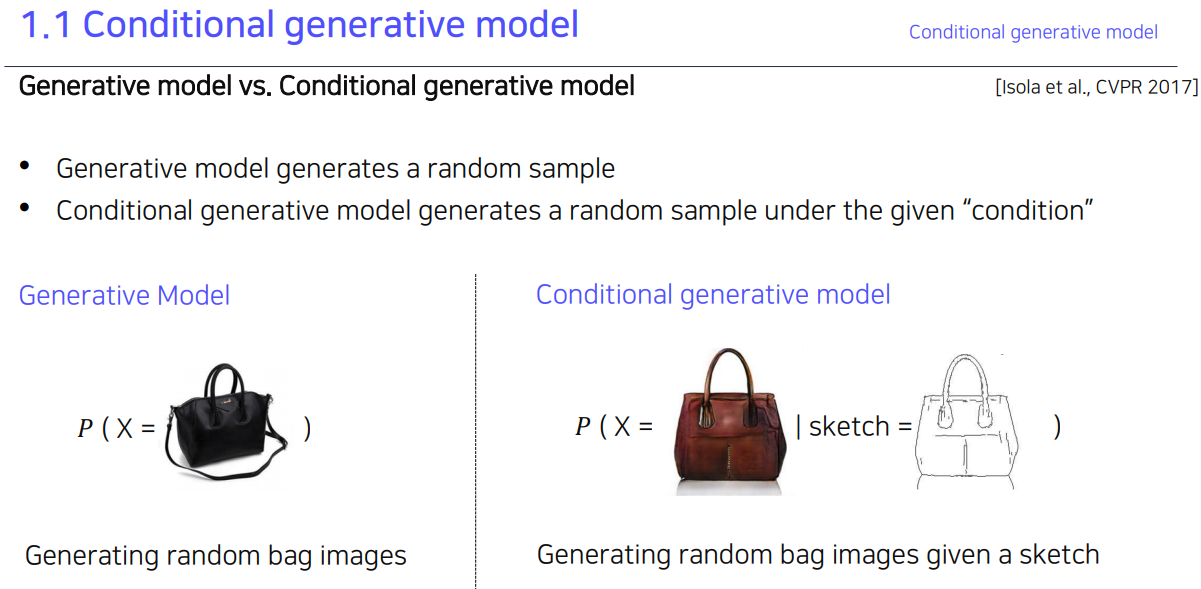 1.1 Conditional generative model
Conditional generative model
Generative model vs. Conditional generative model
[Isola et al., CVPR 2017]
• Generative model generates a random sample
• Conditional generative model generates a random sample under the given “condition”
Generative Model
Conditional generative model
P ( X = )
P ( X = | sketch = )
Generating random bag images
Generating random bag images given a sketch